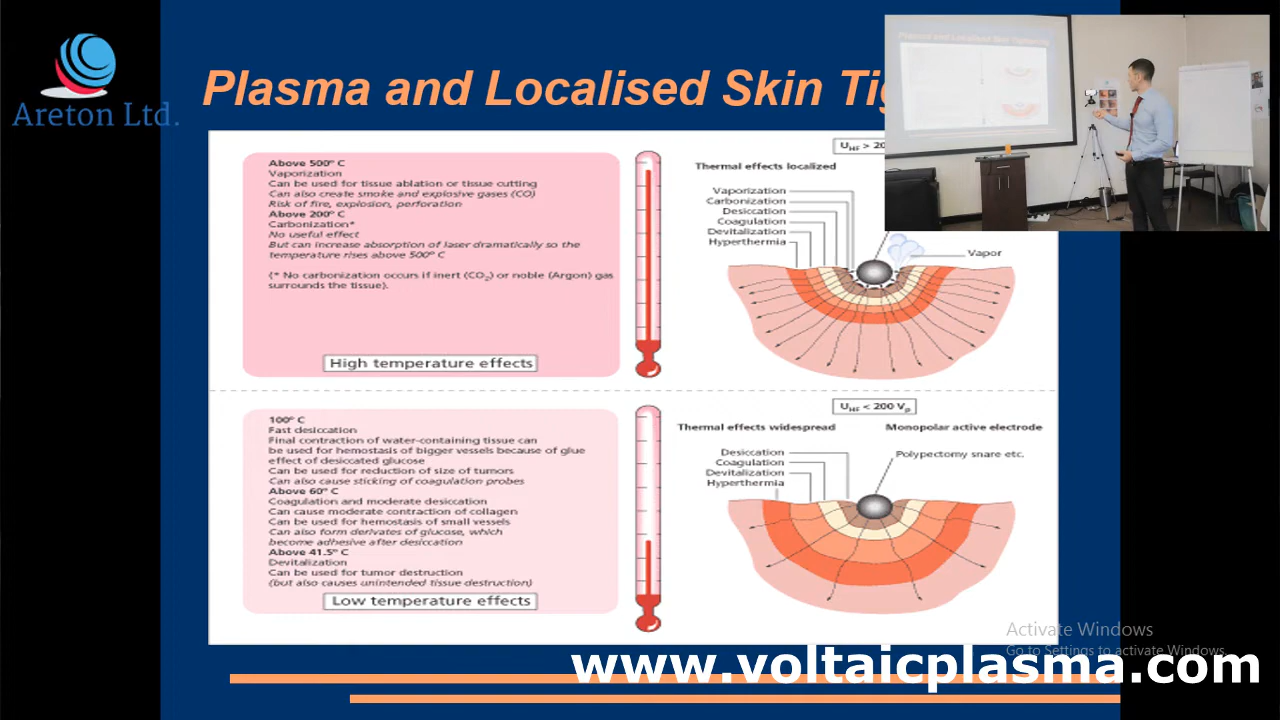 Areton Ltd.
Plasma and Localised Skin
Above 500° C
Vaporization
Can be used for tissue ablation or tissue cutting
Can also create smoke and explosive gases (CO)
Risk of fire, explosion, perforation
Above 200° C
Carbonization*
No useful effect
But can increase absorption of laser dramatically so the
temperature rises above 500° C
(* No carbonization occurs if inert (CO2) or noble (Argon) gas
surrounds the tissue).
High temperature effects
Thermal effects localized
Vaporization
Carbonization
Desiccation
Coagulation
Devitalization
Hyperthermia
Vapor
100° C
Fast desiccation
Final contraction of water-containing tissue can
be used for hemostasis of bigger vessels because of glue
effect of desiccated glucose
Can be used for reduction of size of tumors
Can also cause sticking of coagulation probes
Above 60° C
Coagulation and moderate desiccation
Can cause moderate contraction of collagen
Can be used for hemostasis of small vessels
Can also form derivates of glucose, which
become adhesive after desiccation
Above 41.5° C
Devitalization
Can be used for tumor destruction
(but also causes unintended tissue destruction)
Low temperature effects
UHF < 200 Vp
Thermal effects widespread
Monopolar active electrode
Desiccation
Coagulation
Devitalization
Hyperthermia
Polypectomy snare etc.
Activate Windows
Go to Settings to activate Windows.
www.voltaicplasma.com